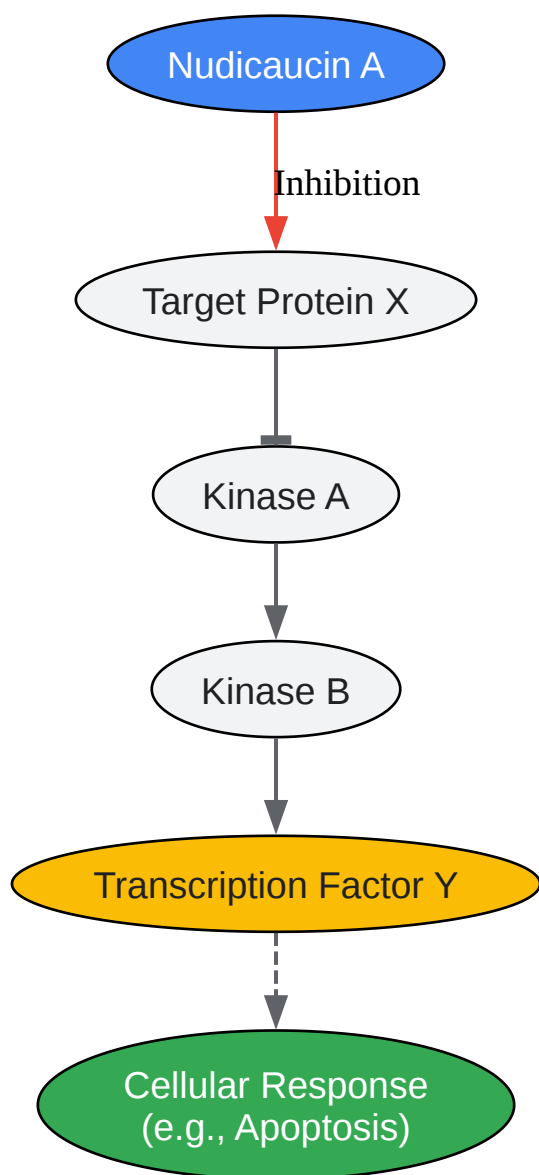 Nudicaucin A
Inhibition
Target Protein X
Kinase A
Kinase B
Transcription Factor Y
Cellular Response
(e.g., Apoptosis)